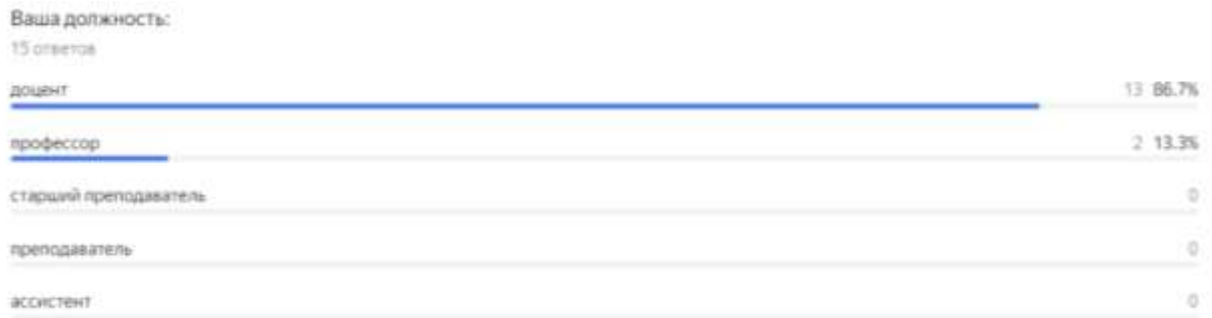 Ваша должность:
15 ответов
доцент 13 86.7%
профессор 2 13.3%
старший преподаватель 0
преподаватель 0
ассистент 0